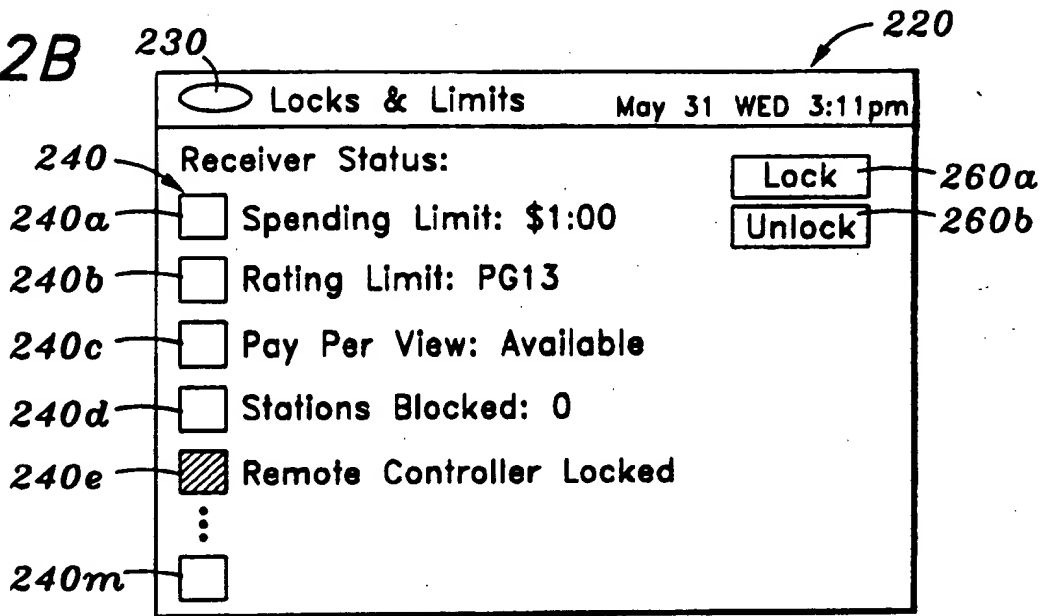 2B
230
220
Locks & Limits May 31 WED 3:11pm
240 Receiver Status:
Lock 260a
240a Spending Limit: $1:00
Unlock 260b
240b Rating Limit: PG13
240c Pay Per View: Available
240d Stations Blocked: 0
240e Remote Controller Locked
240m